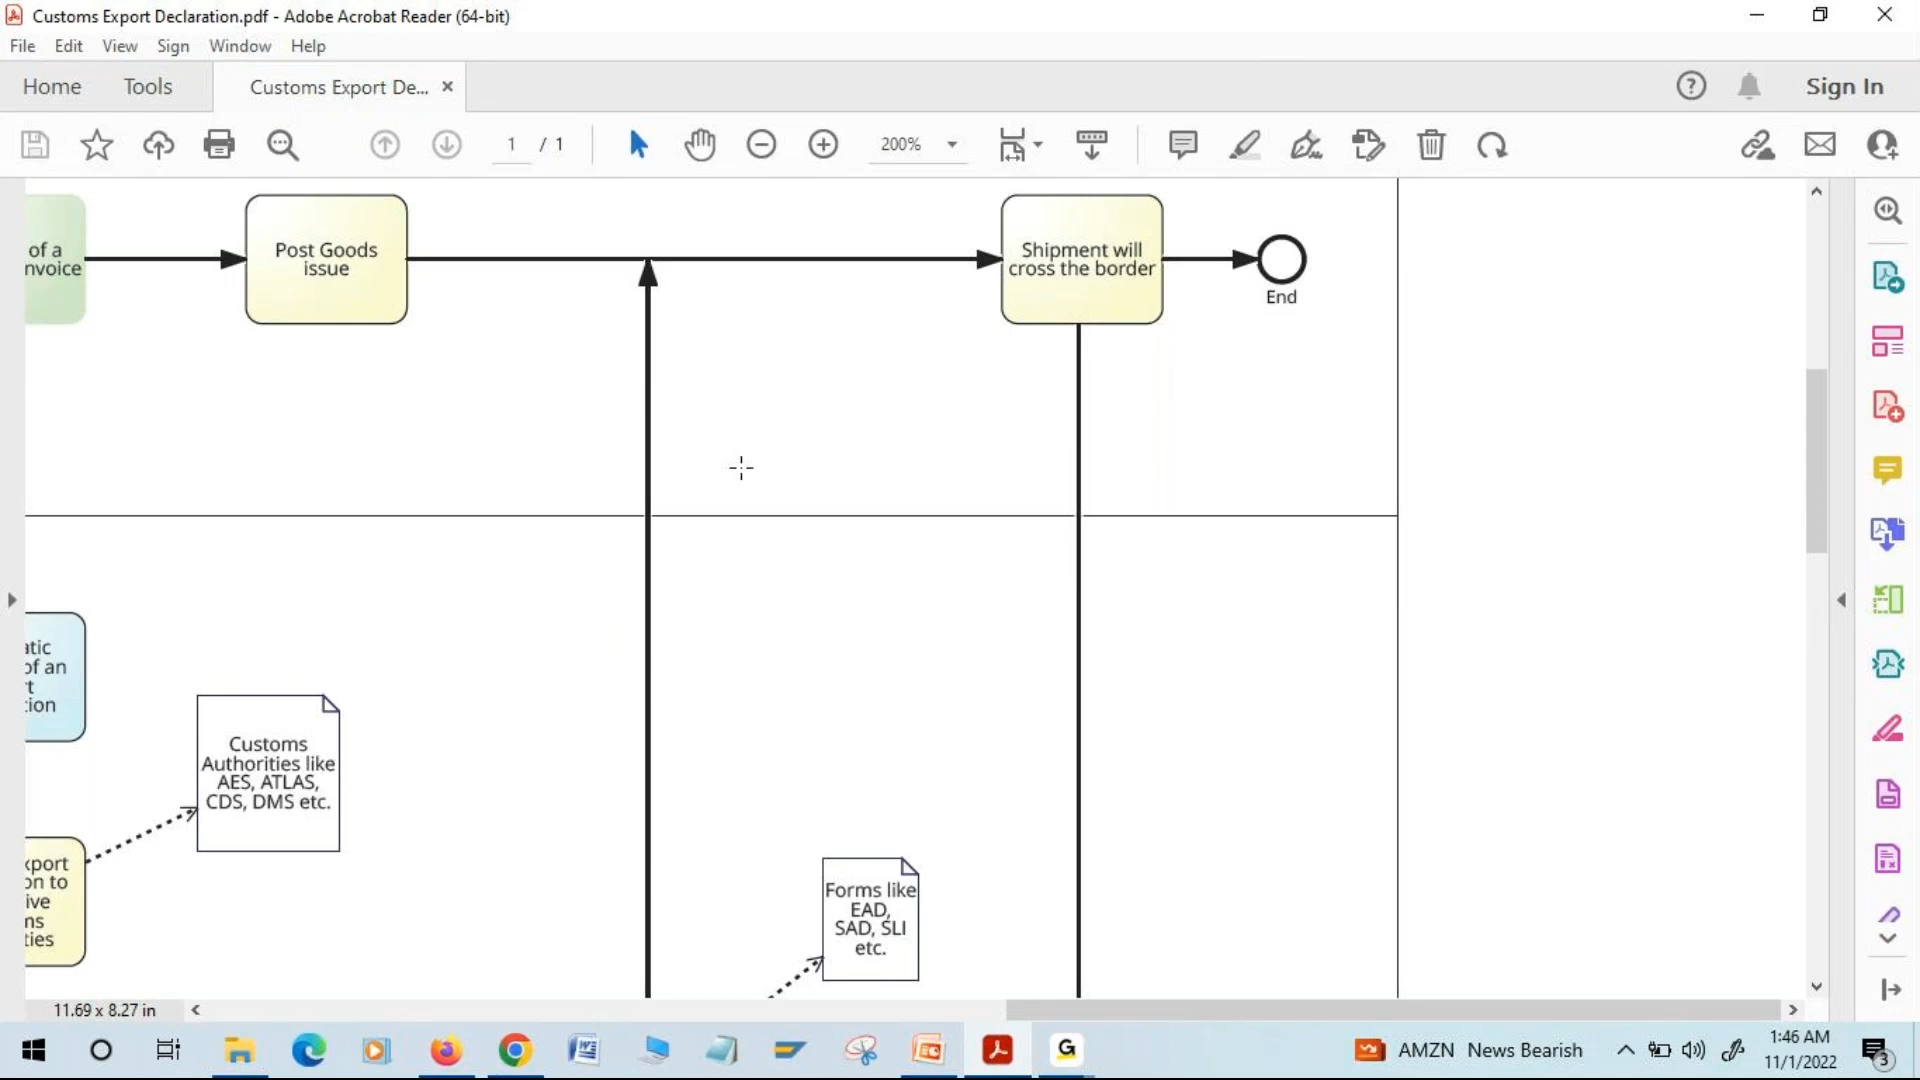 Customs Export Declaration.pdf - Adobe Acrobat Reader (64-bit)
File Edit View Sign Window Help
Home Tools Customs Export De... × Sign In
1 / 1 200%
of a
nvoice
Post Goods
issue
Shipment will
cross the border
End
atic
of an
t
tion
Customs
Authorities like
AES, ATLAS,
CDS, DMS etc.
xport
on to
ive
ms
ties
Forms like
EAD,
SAD, SLI
etc.
11.69 x 8.27 in
AMZN News Bearish
1:46 AM
11/1/2022
3